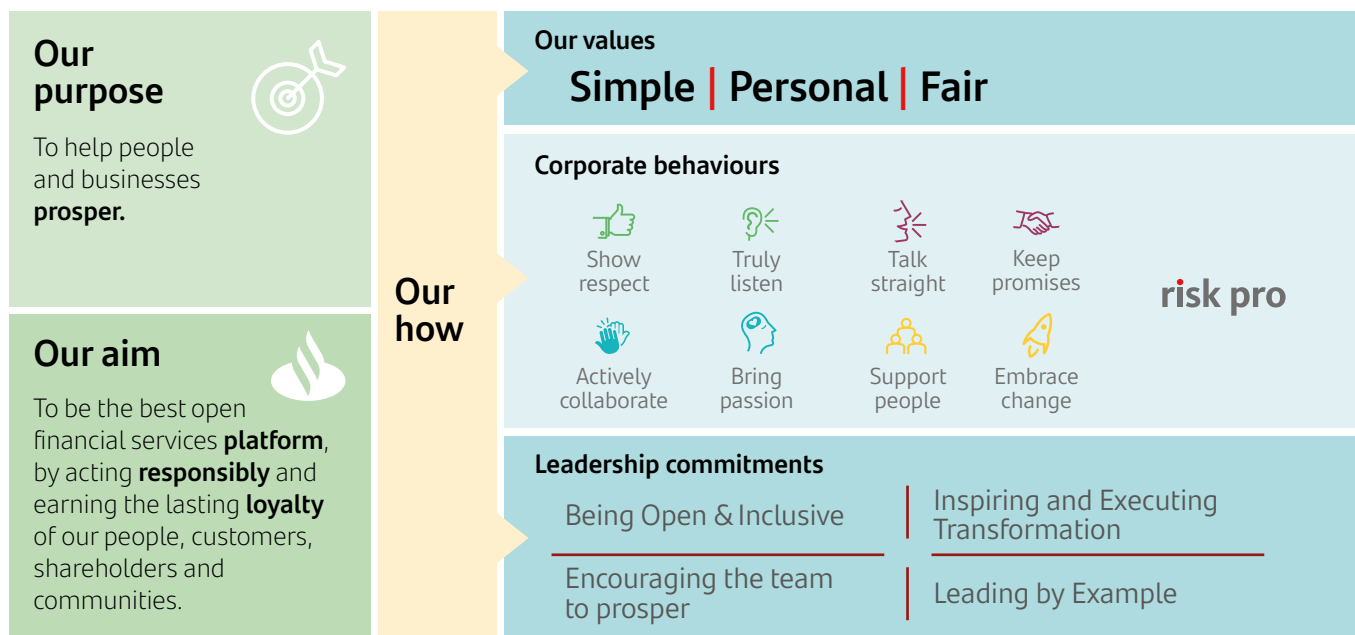 Our
purpose
To help people
and businesses
prosper.
Our aim
To be the best open
financial services platform,
by acting responsibly and
earning the lasting loyalty
of our people, customers,
shareholders and
communities.
Our
how
Our values
Simple | Personal | Fair
Corporate behaviours
Show
respect
Truly
listen
Talk
straight
Keep
promises
Actively
collaborate
Bring
passion
Support
people
Embrace
change
risk pro
Leadership commitments
Being Open & Inclusive
Inspiring and Executing
Transformation
Encouraging the team
to prosper
Leading by Example